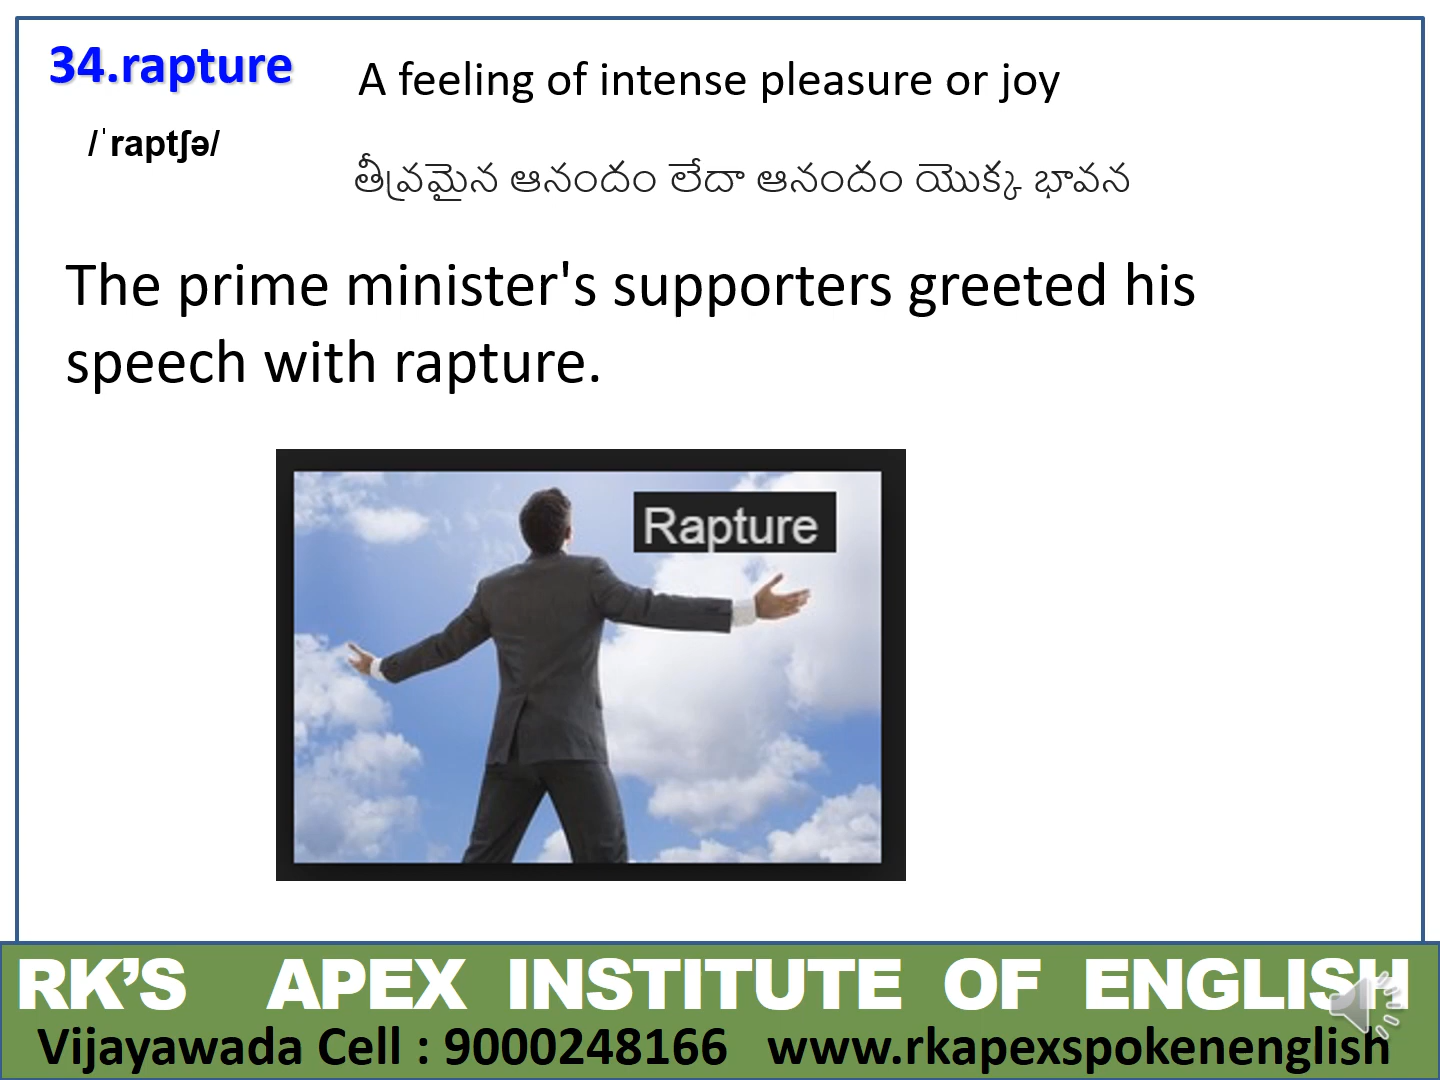 34.rapture
A feeling of intense pleasure or joy
/ˈraptʃə/
తీవ్రమైన ఆనందం లేదా ఆనందం యొక్క భావన
The prime minister's supporters greeted his
speech with rapture.
Rapture
RK’S APEX INSTITUTE OF ENGLISH
Vijayawada Cell : 9000248166 www.rkapexspokenenglish